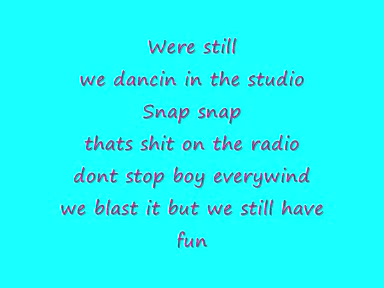 Were still
we dancin in the studio
Snap snap
thats shit on the radio
dont stop boy everywind
we blast it but we still have
fun